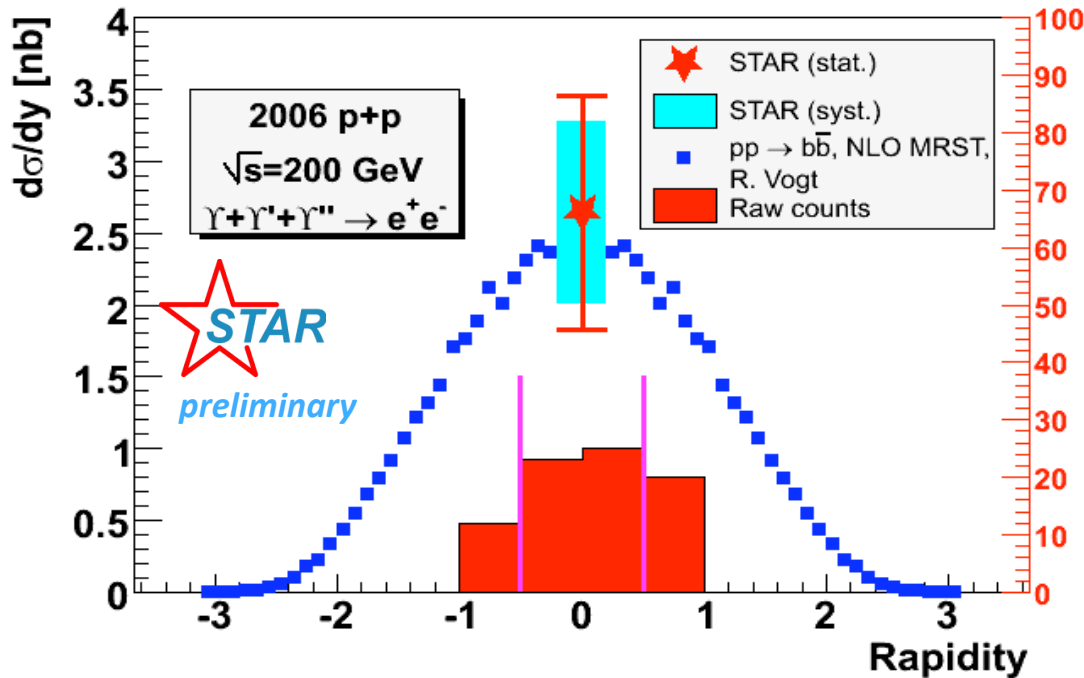 dσ/dy [nb]
4
3.5
3
2.5
2
1.5
1
0.5
0
2006 p+p
√s=200 GeV
ϒ+ϒ'+ϒ'' → e⁺e⁻
STAR (stat.)
STAR (syst.)
pp → bb̅, NLO MRST,
R. Vogt
Raw counts
STAR
preliminary
100
90
80
70
60
50
40
30
20
10
0
-3 -2 -1 0 1 2 3
Rapidity